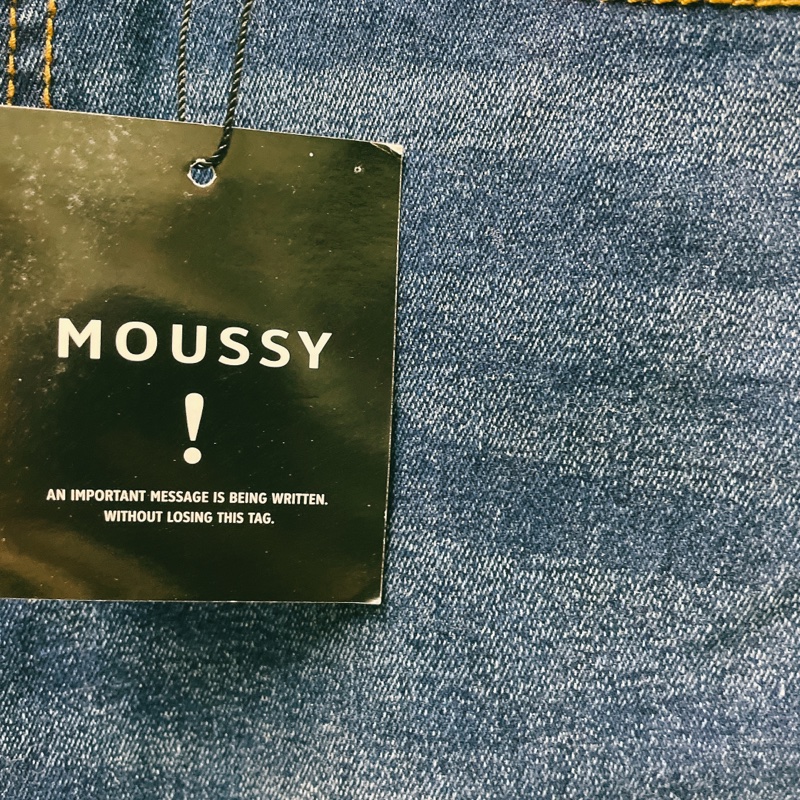 MOUSSY
!
AN IMPORTANT MESSAGE IS BEING WRITTEN.
WITHOUT LOSING THIS TAG.